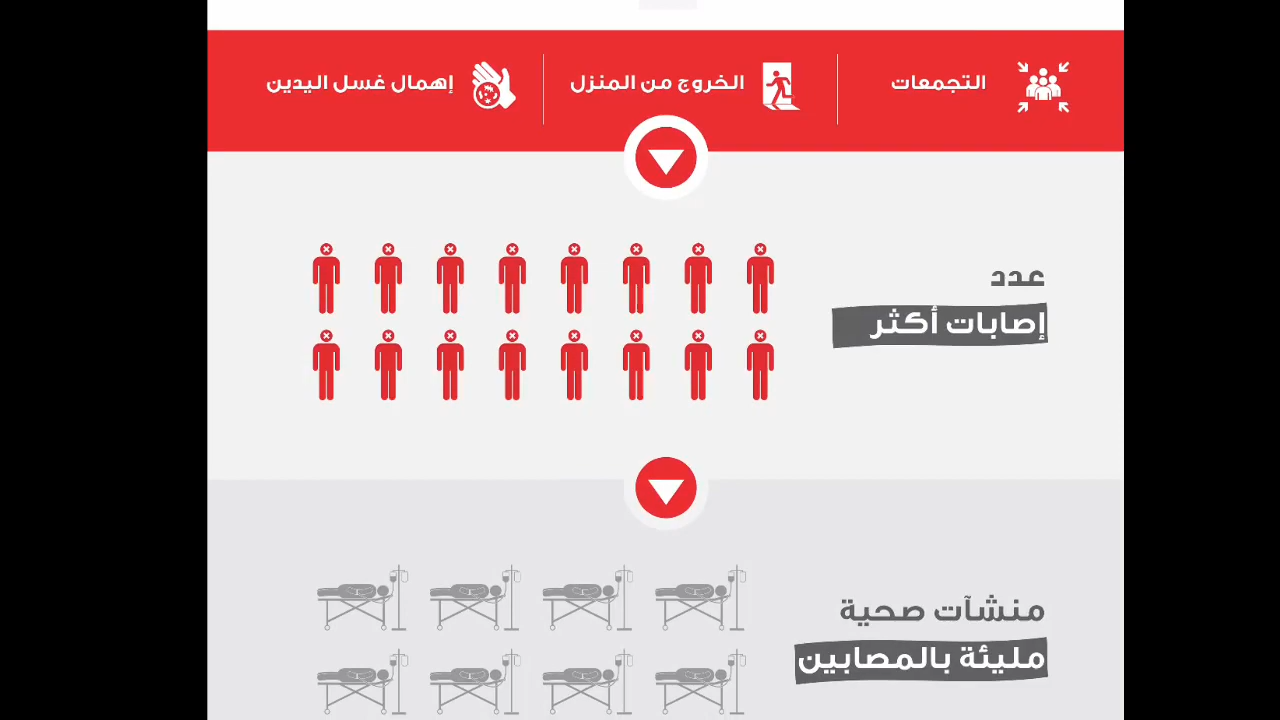 التجمعات
الخروج من المنزل
إهمال غسل اليدين
عدد
إصابات أكثر
منشآت صحية
مليئة بالمصابين